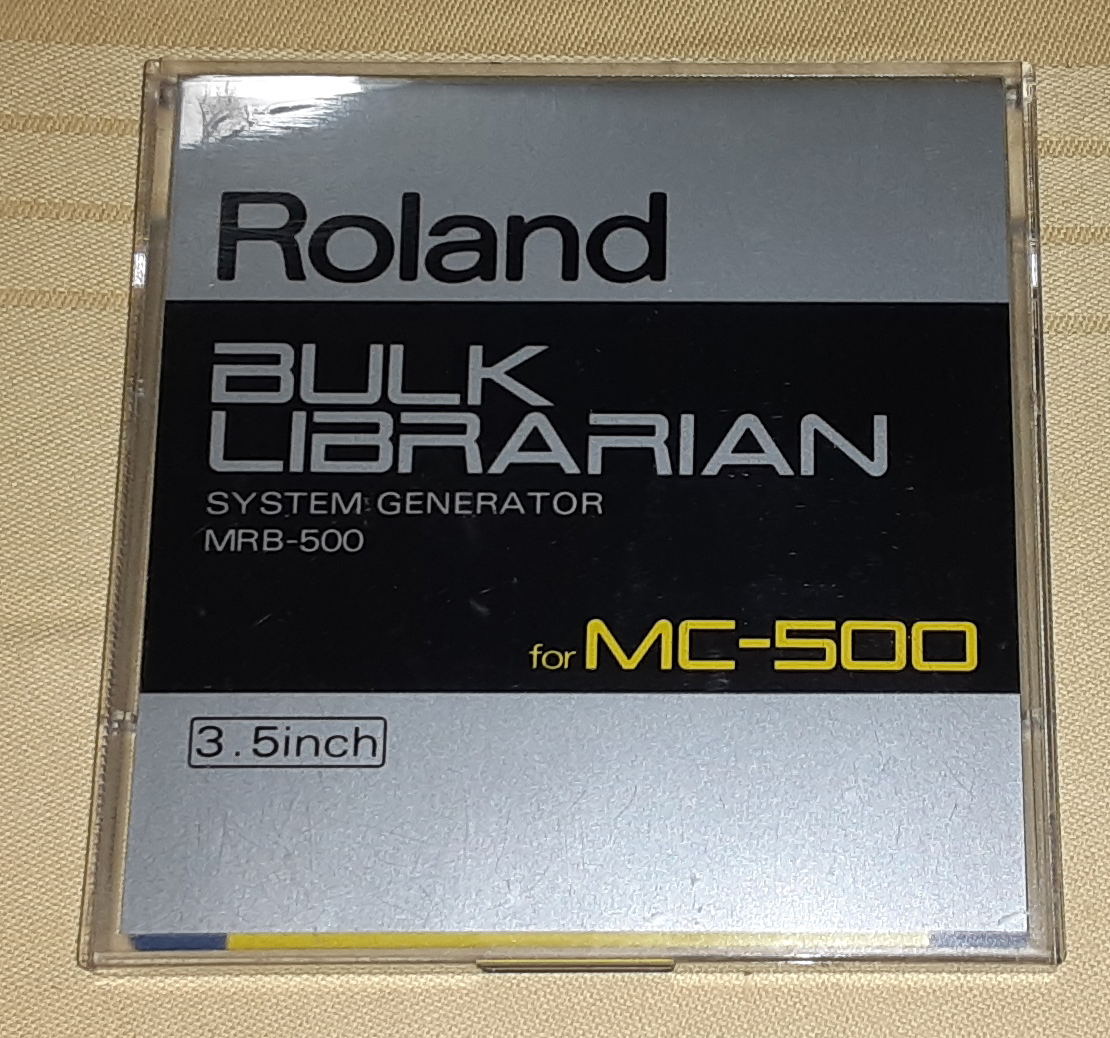 Roland
BULK
LIBRARIAN
SYSTEM GENERATOR
MRB-500
for MC-500
3.5inch